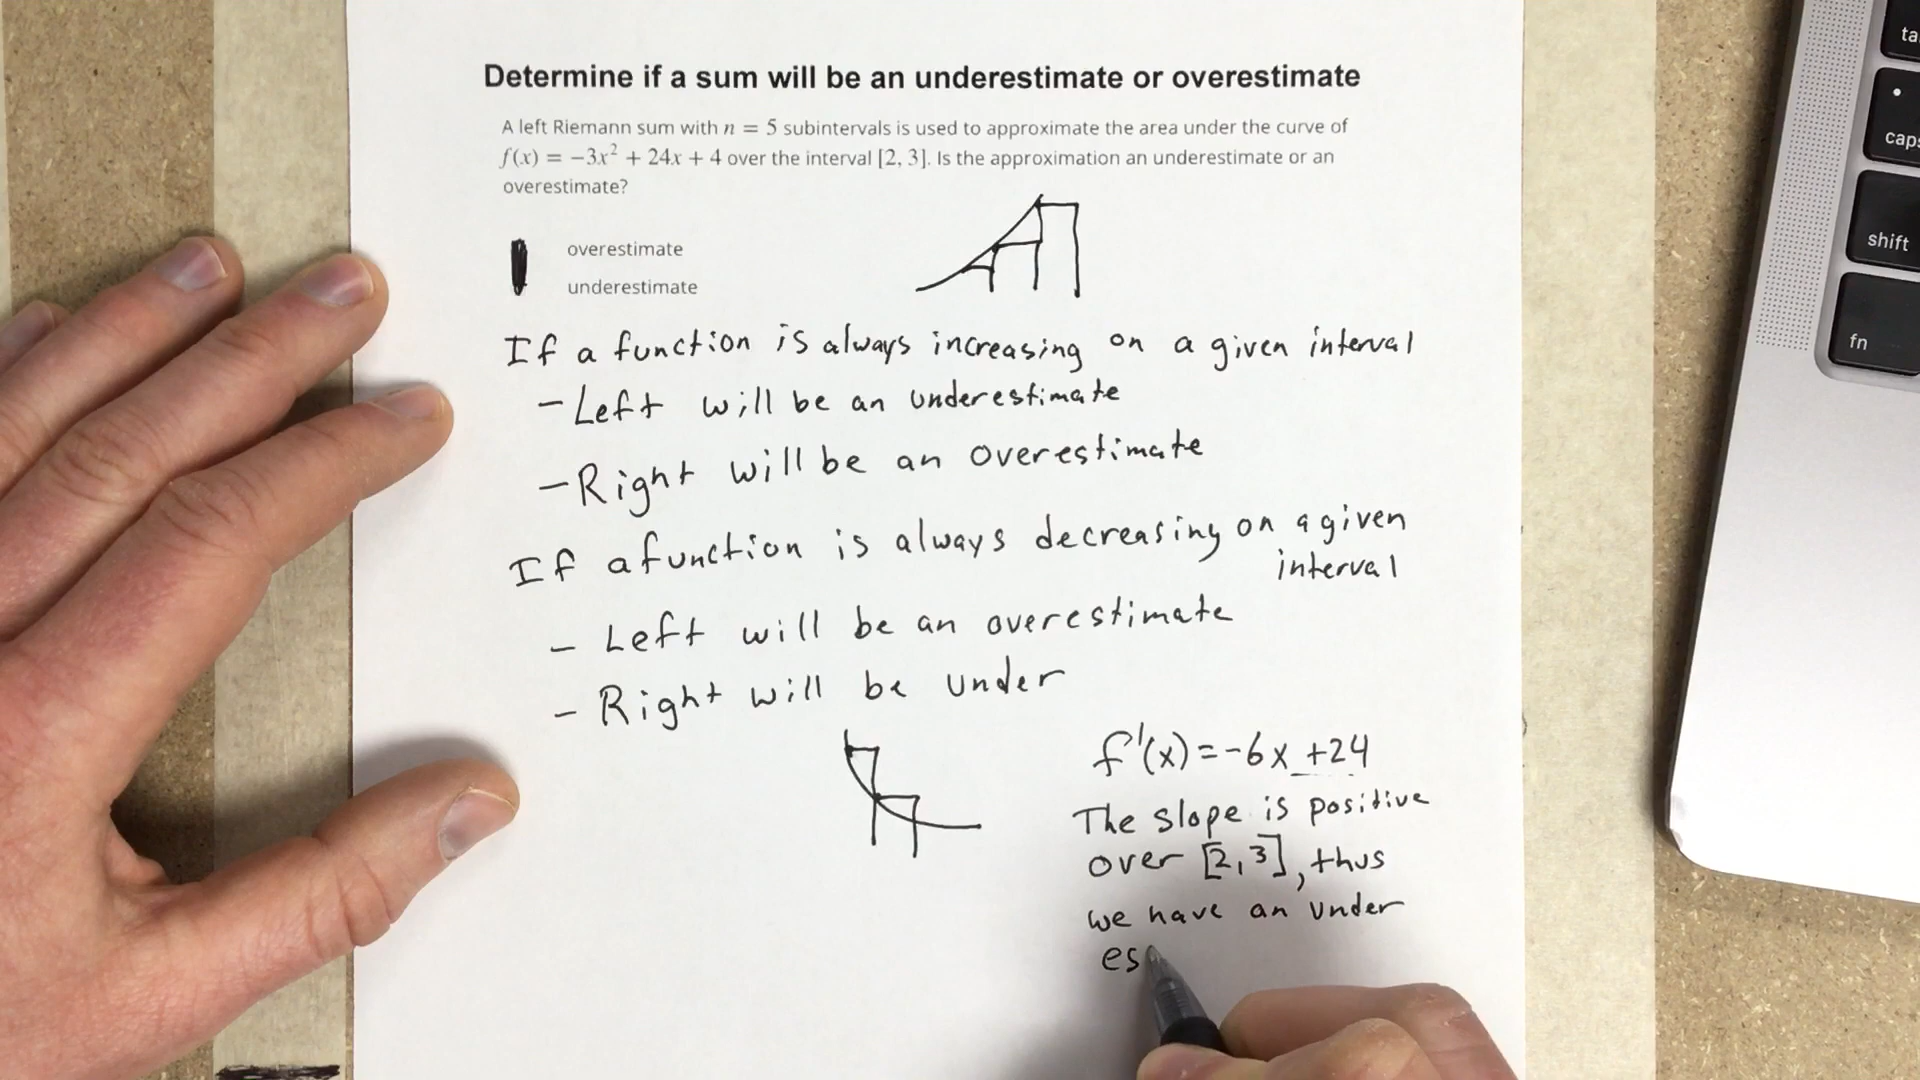 Determine if a sum will be an underestimate or overestimate
A left Riemann sum with n = 5 subintervals is used to approximate the area under the curve of
f(x) = −3x² + 24x + 4 over the interval [2, 3]. Is the approximation an underestimate or an
overestimate?
overestimate
underestimate
If a function is always increasing on a given interval
- Left will be an underestimate
- Right will be an overestimate
If a function is always decreasing on a given
interval
- Left will be an overestimate
- Right will be under
f'(x) = -6x +24
The slope is positive
over [2,3], thus
we have an under
es
ta
caps
shift
fn